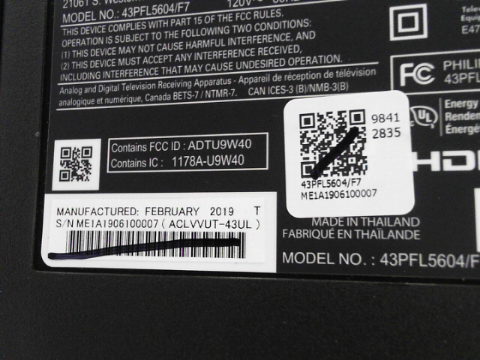 MODEL NO.: 43PFL5604/F7 120V
THIS DEVICE COMPLIES WITH PART 15 OF THE FCC RULES.
OPERATION IS SUBJECT TO THE FOLLOWING TWO CONDITIONS:
(1) THIS DEVICE MAY NOT CAUSE HARMFUL INTERFERENCE, AND
(2) THIS DEVICE MUST ACCEPT ANY INTERFERENCE RECEIVED,
INCLUDING INTERFERENCE THAT MAY CAUSE UNDESIRED OPERATION.
Analog and Digital Television Receiving Apparatus - Appareil de réception de télévision
analogique et numérique, Canada BETS-7 / NTMR-7. CAN ICES-3 (B)/NMB-3(B)
Contains FCC ID : ADTU9W40
Contains IC : 1178A-U9W40
MANUFACTURED: FEBRUARY 2019 T
S/N ME1A1906100007 ( ACLVVUT-43UL )
9841
2835
43PFL5604/F7
ME1A1906100007
E47
FC
PHILI
43PFL
UL
Energy
Rendem
Enter
HDMI
MADE IN THAILAND
FABRIQUÉ EN THAÏLANDE
MODEL NO. : 43PFL5604/F